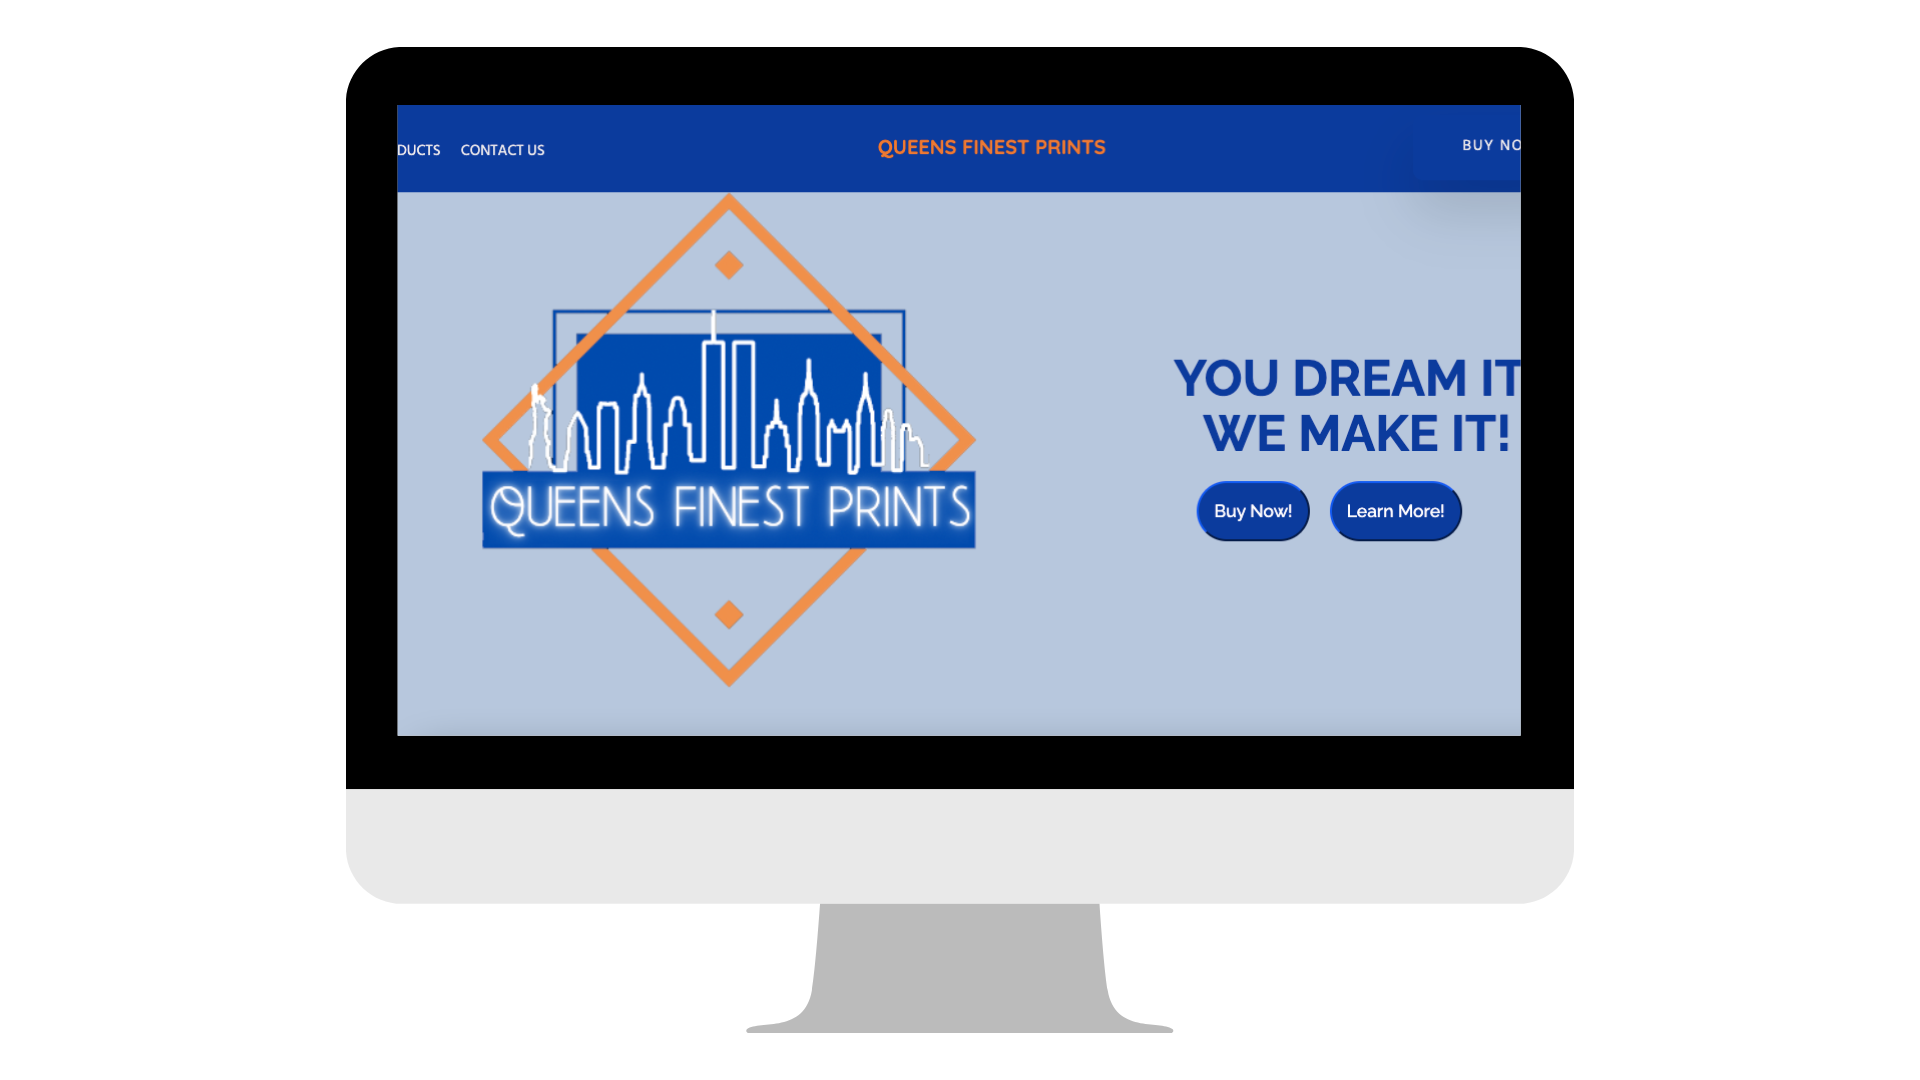 DUCTS CONTACT US
QUEENS FINEST PRINTS
BUY NO
YOU DREAM IT
WE MAKE IT!
Buy Now! Learn More!
QUEENS FINEST PRINTS